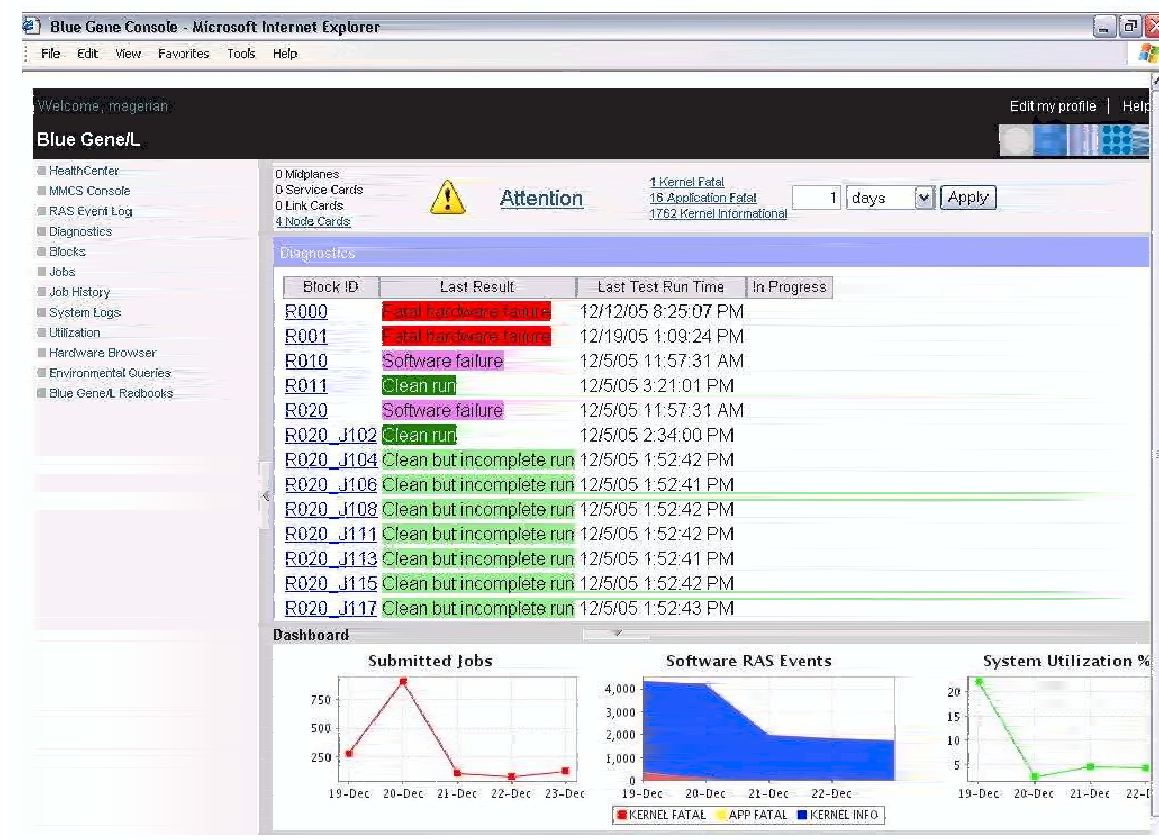 Blue Gene Console - Microsoft Internet Explorer
File Edit View Favorites Tools Help
Welcome, magerian
Edit my profile | Help
Blue Gene/L
HealthCenter
MMCS Console
RAS Event Log
Diagnostics
Blocks
Jobs
Job History
System Logs
Utilization
Hardware Browser
Environmental Queries
Blue Gene/L Redbooks
0 Midplanes
0 Service Cards
0 Link Cards
4 Node Cards
Attention
1 Kernel Fatal
16 Application Fatal
1762 Kernel Informational
1 days Apply
Diagnostics
Block ID Last Result Last Test Run Time In Progress
R000 Fatal hardware failure 12/12/05 8:25:07 PM
R001 Fatal hardware failure 12/19/05 1:09:24 PM
R010 Software failure 12/5/05 11:57:31 AM
R011 Clean run 12/5/05 3:21:01 PM
R020 Software failure 12/5/05 11:57:31 AM
R020_J102 Clean run 12/5/05 2:34:00 PM
R020_J104 Clean but incomplete run 12/5/05 1:52:42 PM
R020_J106 Clean but incomplete run 12/5/05 1:52:41 PM
R020_J108 Clean but incomplete run 12/5/05 1:52:42 PM
R020_J111 Clean but incomplete run 12/5/05 1:52:42 PM
R020_J113 Clean but incomplete run 12/5/05 1:52:41 PM
R020_J115 Clean but incomplete run 12/5/05 1:52:42 PM
R020_J117 Clean but incomplete run 12/5/05 1:52:43 PM
Dashboard
Submitted Jobs
750
500
250
19-Dec 20-Dec 21-Dec 22-Dec 23-Dec
Software RAS Events
4,000
3,000
2,000
1,000
0
19-Dec 20-Dec 21-Dec 22-Dec
KERNEL FATAL APP FATAL KERNEL INFO
System Utilization %
20
15
10
5
19-Dec 20-Dec 21-Dec 22-D